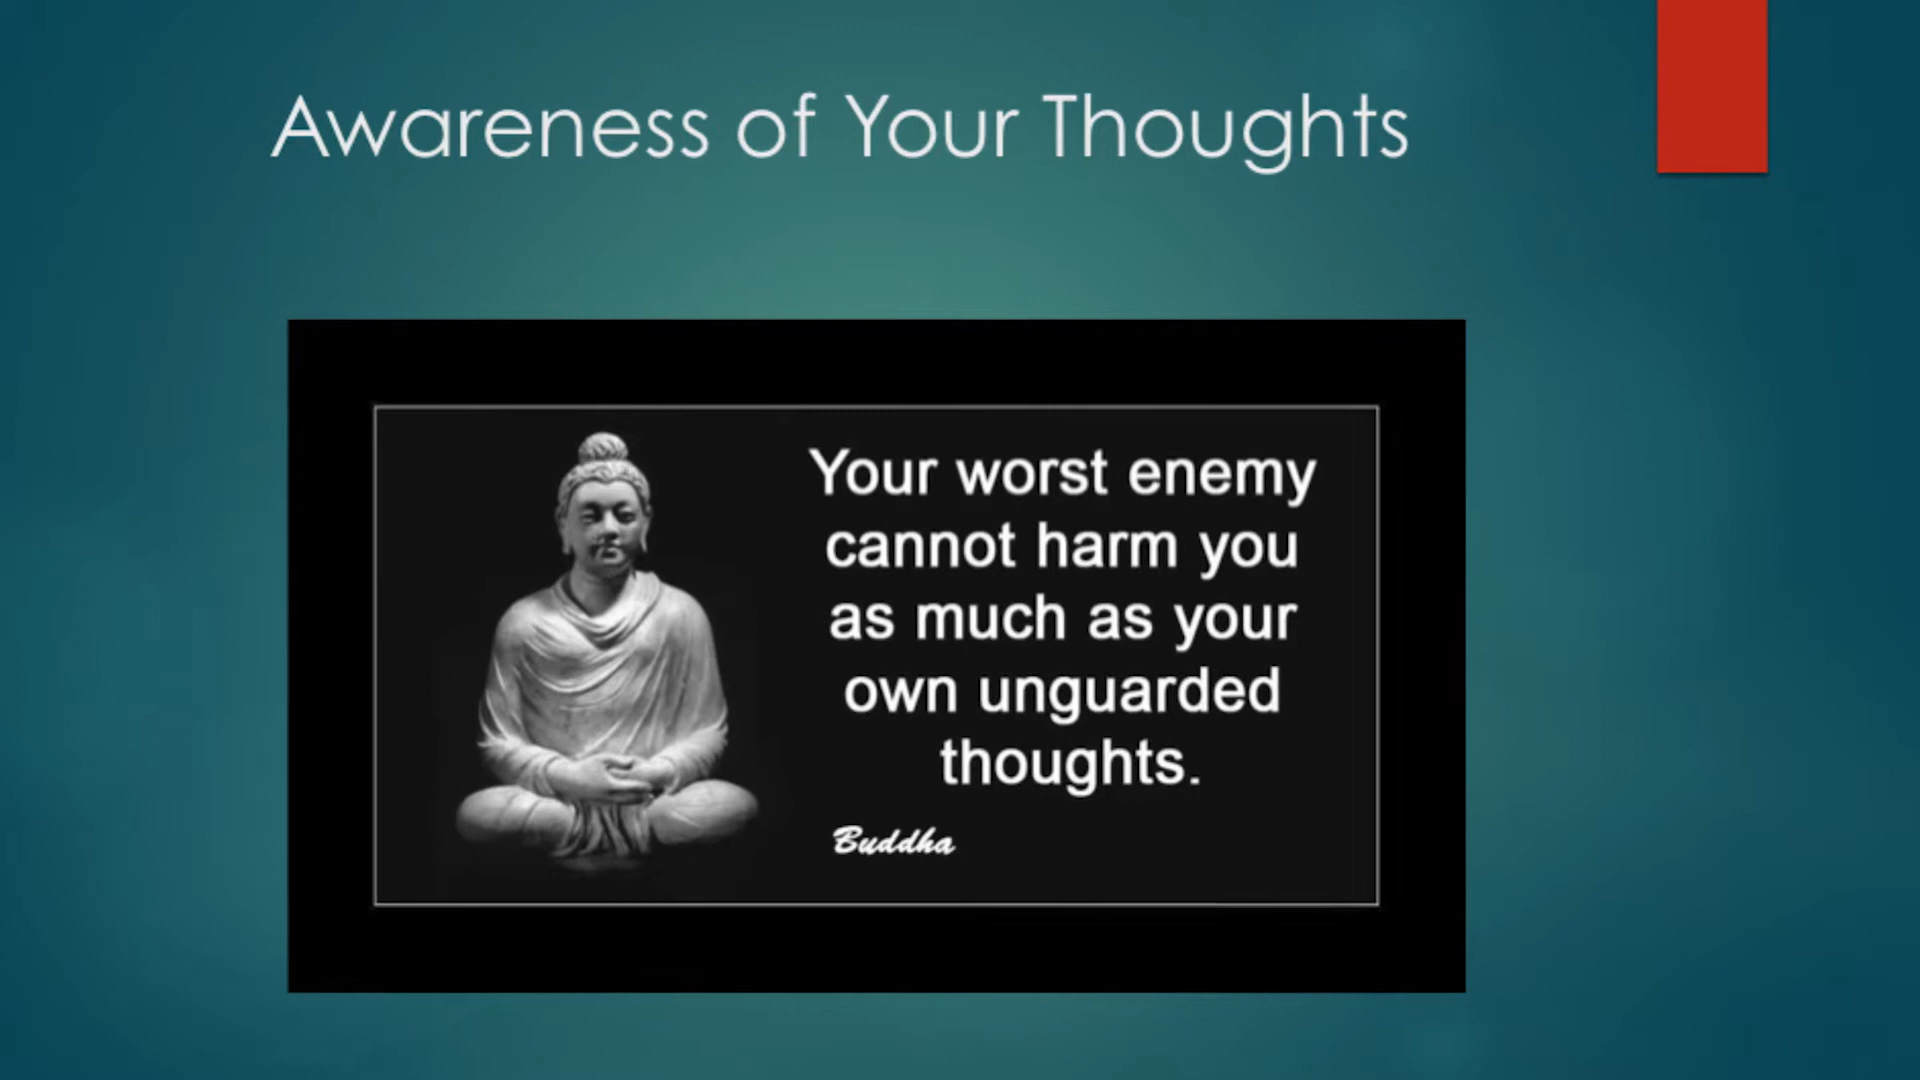 Awareness of Your Thoughts
Your worst enemy
cannot harm you
as much as your
own unguarded
thoughts.
Buddha